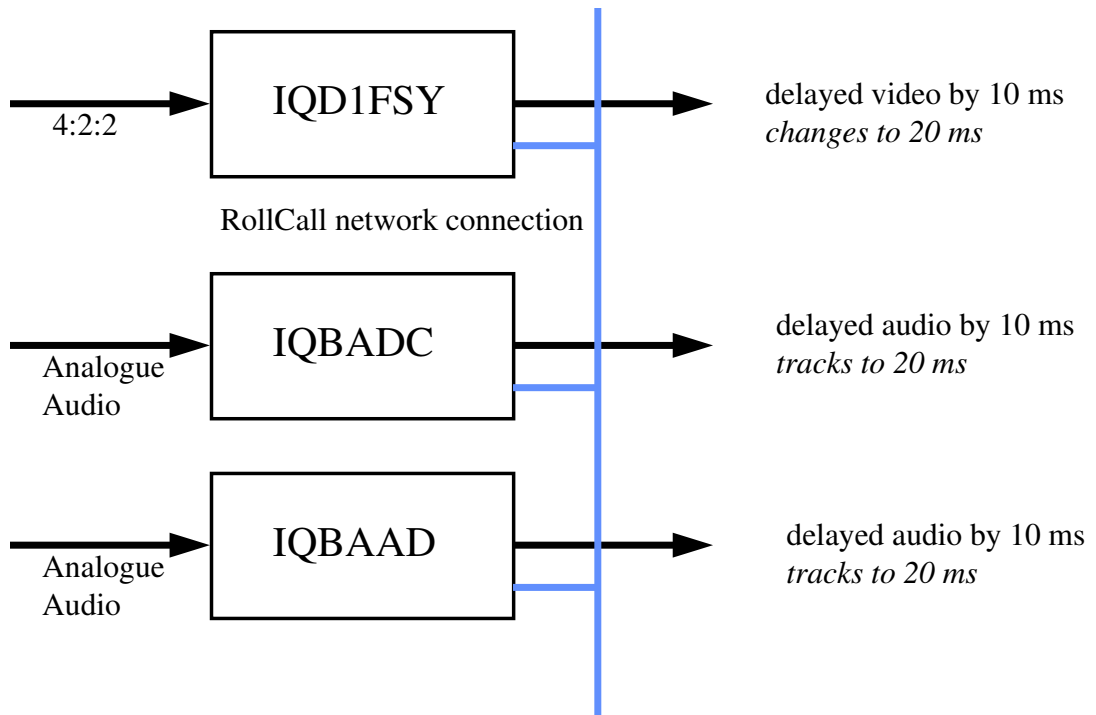 IQD1FSY
4:2:2
delayed video by 10 ms
changes to 20 ms
RollCall network connection
IQBADC
Analogue
Audio
delayed audio by 10 ms
tracks to 20 ms
IQBAAD
Analogue
Audio
delayed audio by 10 ms
tracks to 20 ms